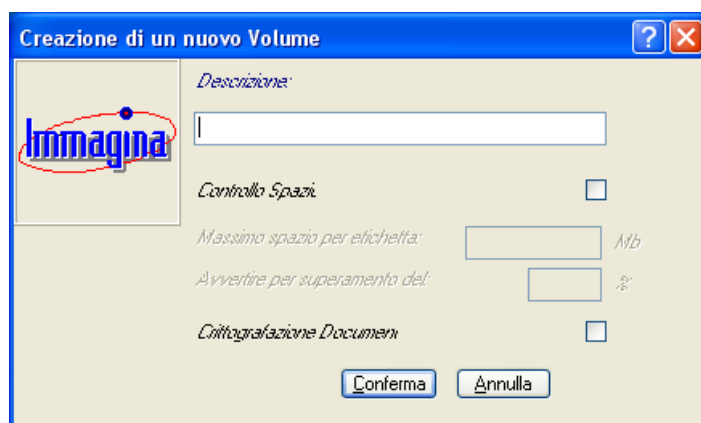 Creazione di un nuovo Volume
Immagina
Descrizione:
Controllo Spazi:
Massimo spazio per etichetta:
Mb
Avvertire per superamento del:
%
Crittografazione Documeni
Conferma
Annulla